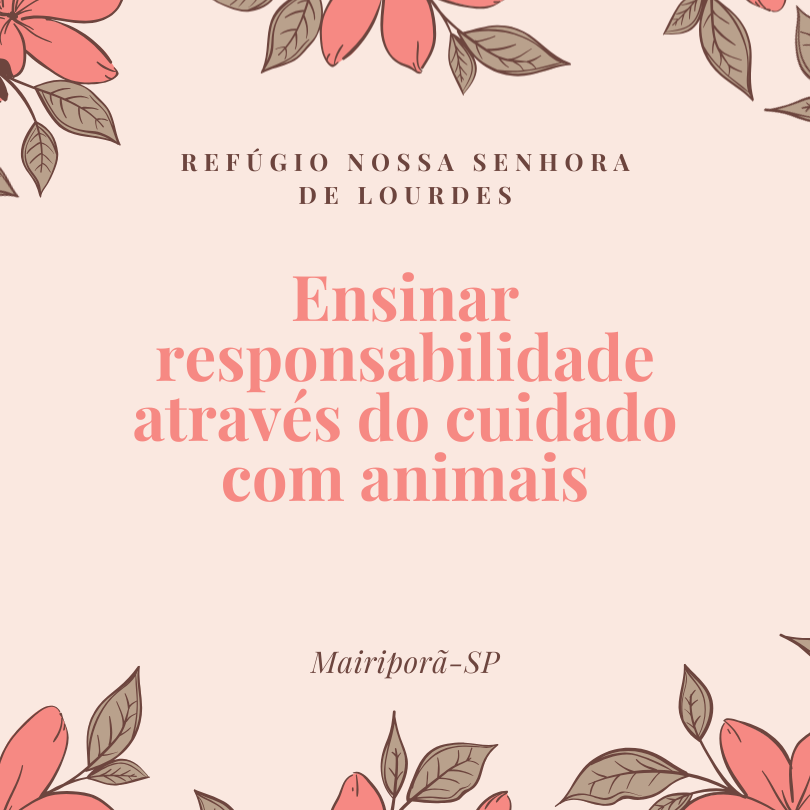 REFÚGIO NOSSA SENHORA
DE LOURDES
Ensinar
responsabilidade
através do cuidado
com animais
Mairiporã-SP